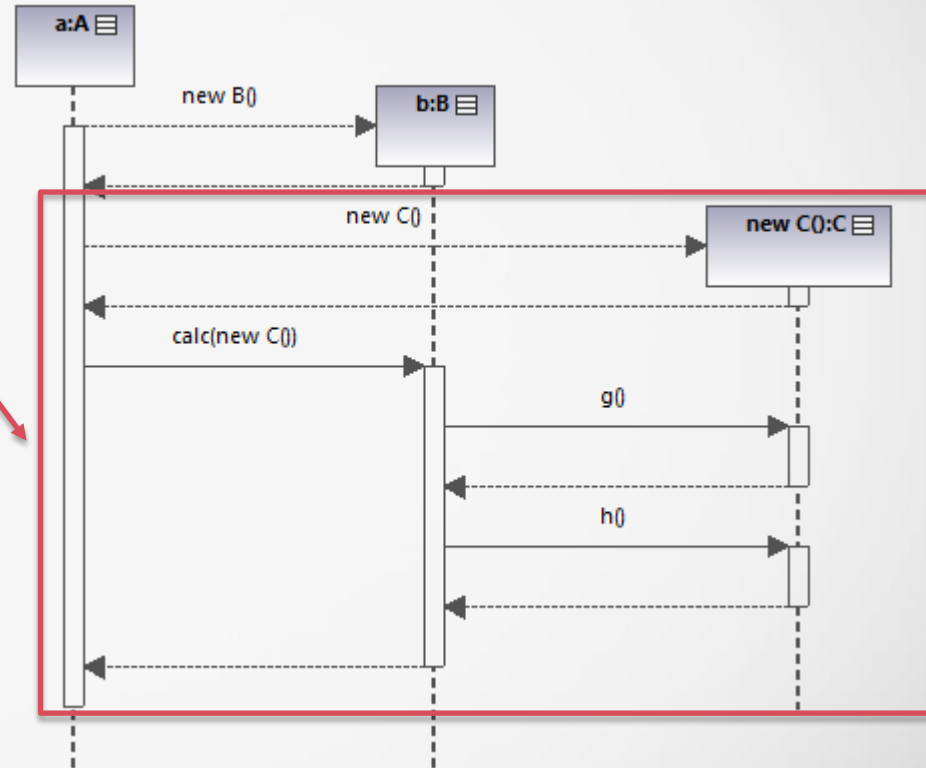 a:A
new B()
b:B
new C()
new C():C
calc(new C())
g()
h()